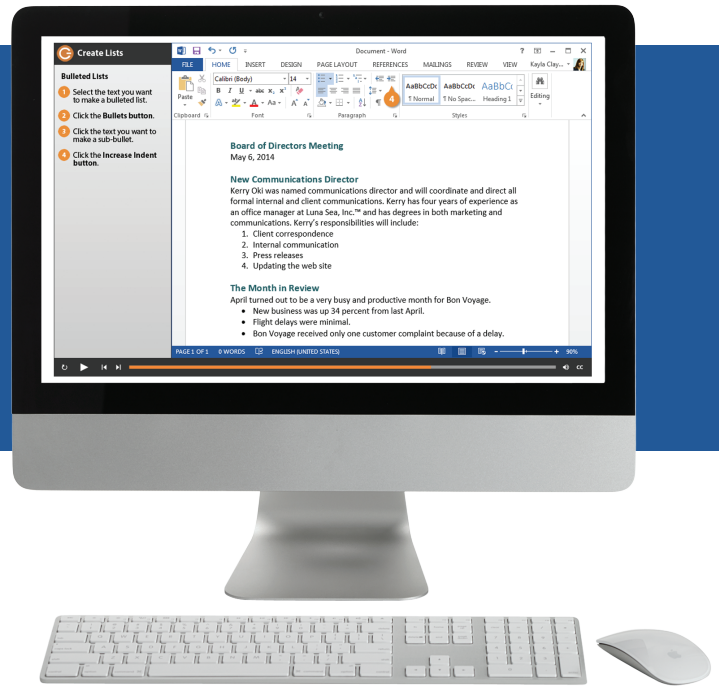 Create Lists
Bulleted Lists
1 Select the text you want
to make a bulleted list.
2 Click the Bullets button.
3 Click the text you want to
make a sub-bullet.
4 Click the Increase Indent
button.
Document - Word
FILE HOME INSERT DESIGN PAGE LAYOUT REFERENCES MAILINGS REVIEW VIEW Kayla Clay...
Calibri (Body) 14
Paste
B I U abc x₂ x²
A Aa A A
4
AaBbCcDc AaBbCcDc AaBbCc
¶ Normal ¶ No Spac... Heading 1
Editing
Clipboard Font Paragraph Styles
Board of Directors Meeting
May 6, 2014
New Communications Director
Kerry Oki was named communications director and will coordinate and direct all
formal internal and client communications. Kerry has four years of experience as
an office manager at Luna Sea, Inc.™ and has degrees in both marketing and
communications. Kerry's responsibilities will include:
1. Client correspondence
2. Internal communication
3. Press releases
4. Updating the web site
The Month in Review
April turned out to be a very busy and productive month for Bon Voyage.
• New business was up 34 percent from last April.
• Flight delays were minimal.
• Bon Voyage received only one customer complaint because of a delay.
PAGE 1 OF 1 0 WORDS ENGLISH (UNITED STATES) 90%
CC